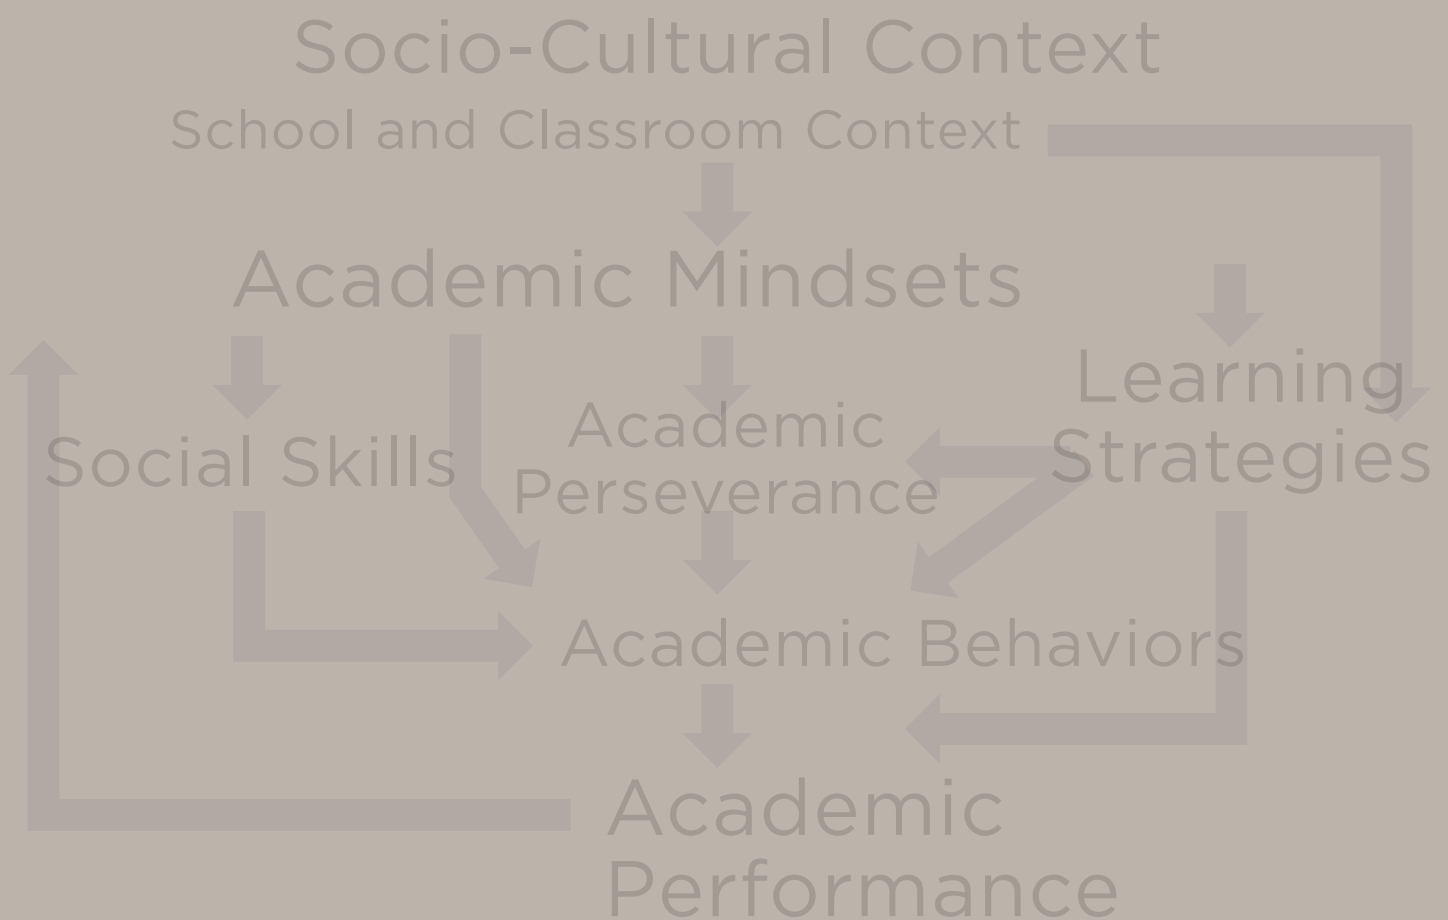 Socio-Cultural Context
School and Classroom Context
Academic Mindsets
Learning
Strategies
Social Skills
Academic
Perseverance
Academic Behaviors
Academic
Performance